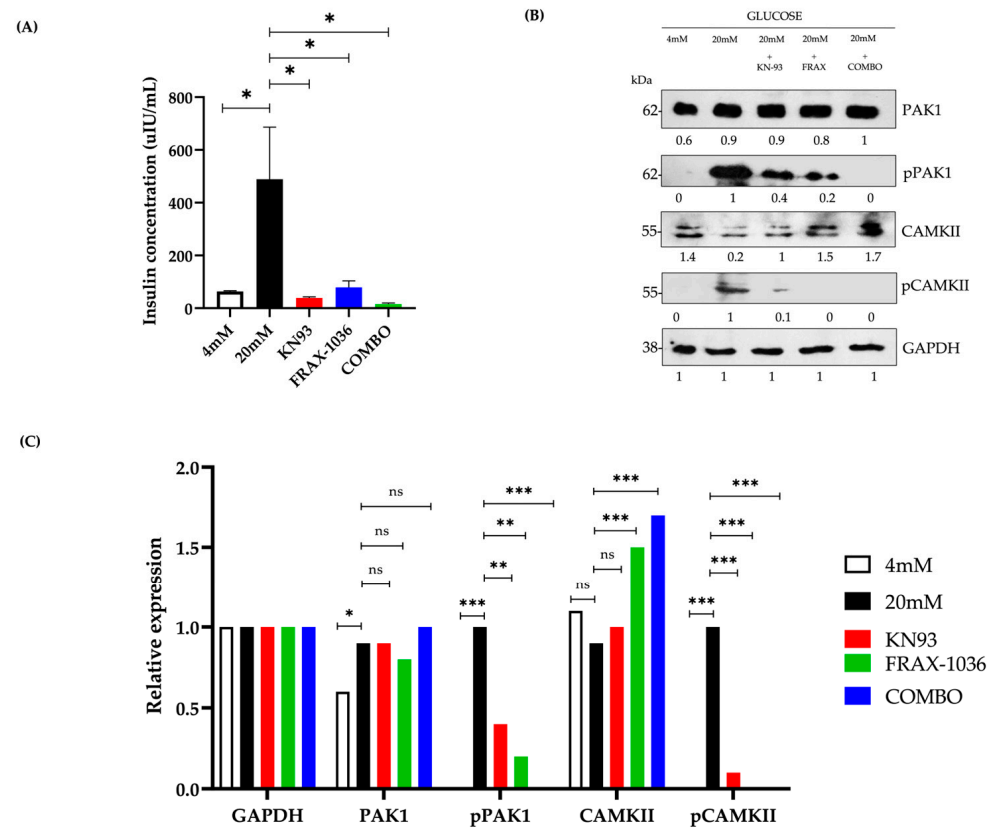 (A)
*
*
*
*
800
600
400
200
0
Insulin concentration (uIU/mL)
4mM
20mM
KN93
FRAX-1036
COMBO
(B)
GLUCOSE
4mM 20mM 20mM 20mM 20mM
+ + +
KN-93 FRAX COMBO
kDa
62- PAK1
0.6 0.9 0.9 0.8 1
62- pPAK1
0 1 0.4 0.2 0
55- CAMKII
1.4 0.2 1 1.5 1.7
55- pCAMKII
0 1 0.1 0 0
38- GAPDH
1 1 1 1 1
(C)
2.0
1.5
1.0
0.5
0.0
Relative expression
ns
ns
ns
*
***
**
**
***
***
***
ns
ns
***
***
***
***
GAPDH PAK1 pPAK1 CAMKII pCAMKII
4mM
20mM
KN93
FRAX-1036
COMBO